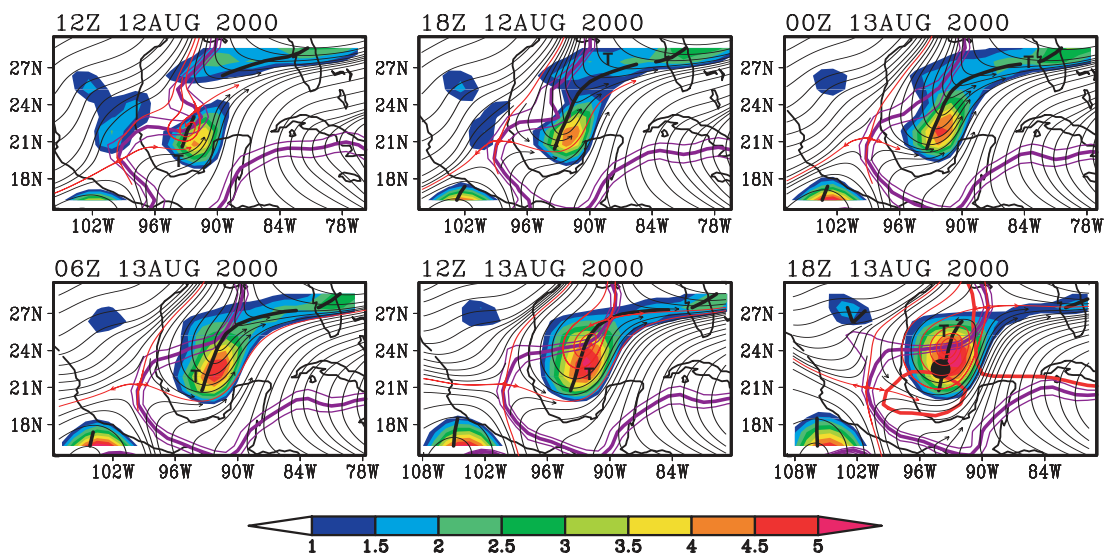 12Z 12AUG 2000 18Z 12AUG 2000 00Z 13AUG 2000
27N 27N 27N
T T
24N 24N 24N
21N 21N 21N
T
18N 18N 18N
102W 96W 90W 84W 78W 102W 96W 90W 84W 78W 102W 96W 90W 84W 78W
06Z 13AUG 2000 12Z 13AUG 2000 18Z 13AUG 2000
27N 27N 27N
T T
24N 24N 24N
T T
21N 21N 21N
18N 18N 18N
102W 96W 90W 84W 78W 108W 102W 96W 90W 84W 108W 102W 96W 90W 84W
1 1.5 2 2.5 3 3.5 4 4.5 5